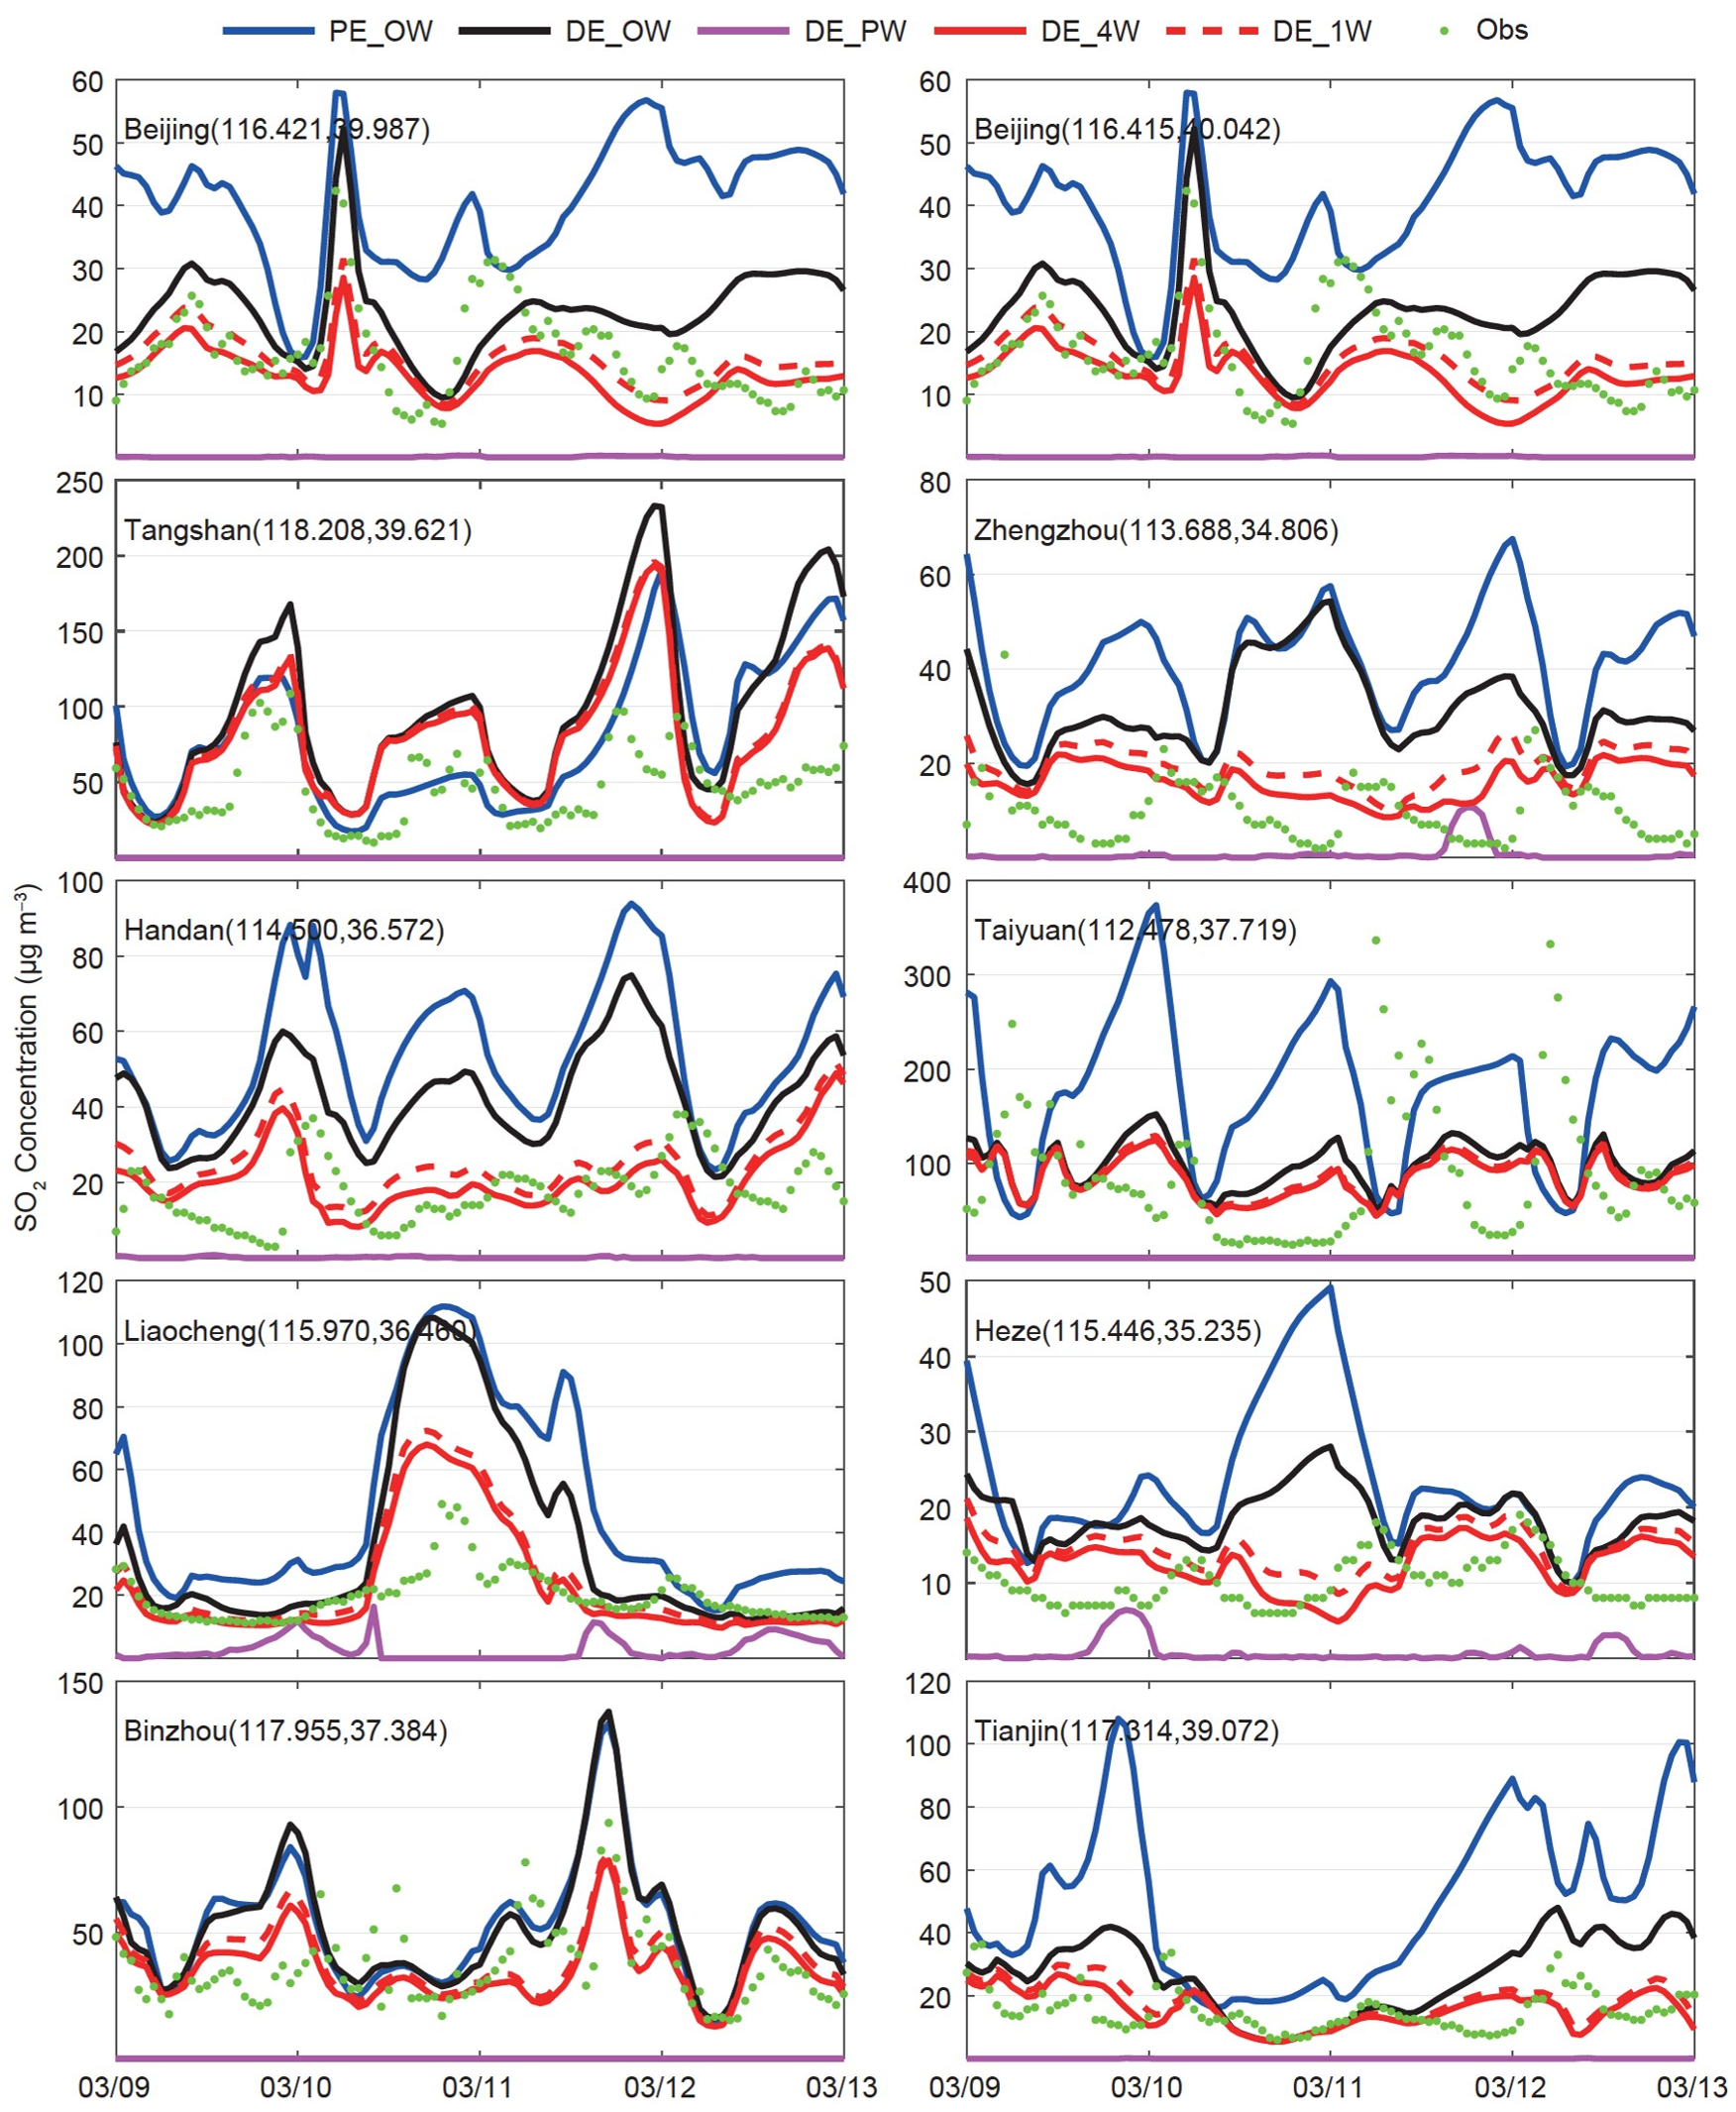 PE_OW DE_OW DE_PW DE_4W DE_1W Obs
60 50 40 30 20 10
Beijing(116.421,39.987)
60 50 40 30 20 10
Beijing(116.415,40.042)
250 200 150 100 50
Tangshan(118.208,39.621)
80 60 40 20
Zhengzhou(113.688,34.806)
SO2 Concentration (μg m−3)
100 80 60 40 20
Handan(114.500,36.572)
400 300 200 100
Taiyuan(112.478,37.719)
120 100 80 60 40 20
Liaocheng(115.970,36.460)
50 40 30 20 10
Heze(115.446,35.235)
150 100 50
Binzhou(117.955,37.384)
120 100 80 60 40 20
Tianjin(117.314,39.072)
03/09 03/10 03/11 03/12 03/13
03/09 03/10 03/11 03/12 03/13